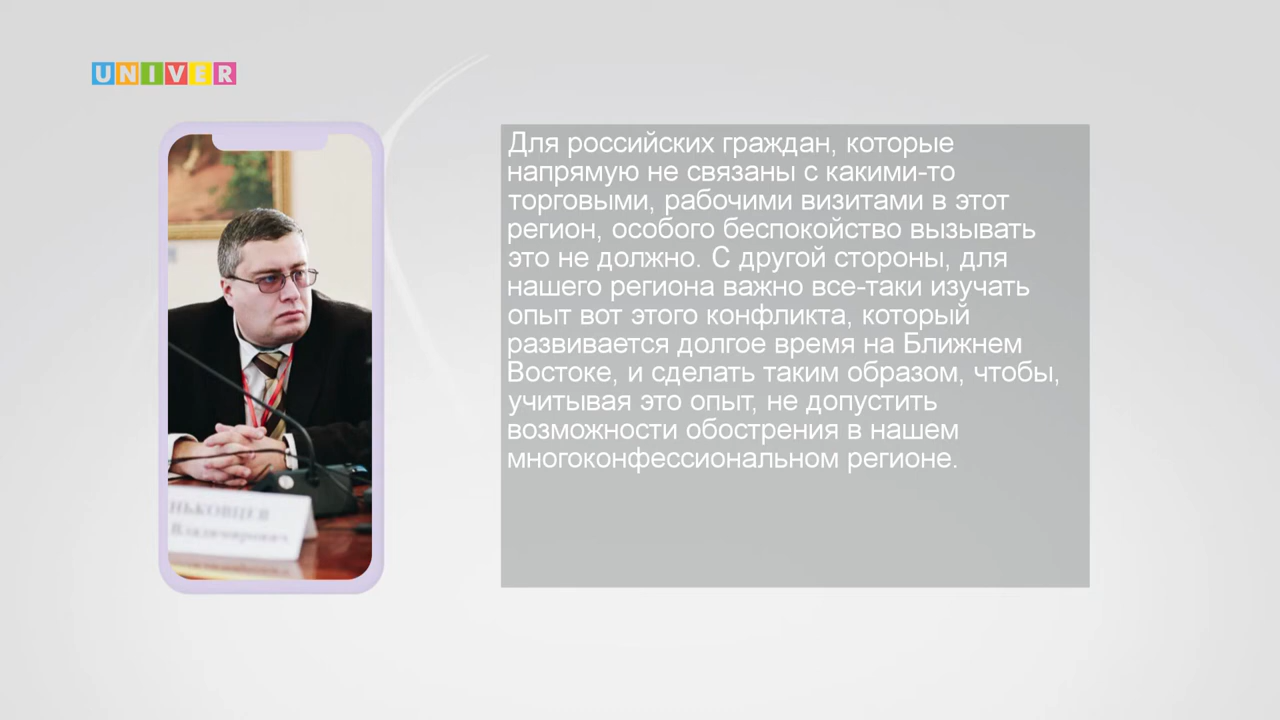 UNIVER
Для российских граждан, которые
напрямую не связаны с какими-то
торговыми, рабочими визитами в этот
регион, особого беспокойство вызывать
это не должно. С другой стороны, для
нашего региона важно все-таки изучать
опыт вот этого конфликта, который
развивается долгое время на Ближнем
Востоке, и сделать таким образом, чтобы,
учитывая это опыт, не допустить
возможности обострения в нашем
многоконфессиональном регионе.
НЬКОВЦЕВ
Владимирович